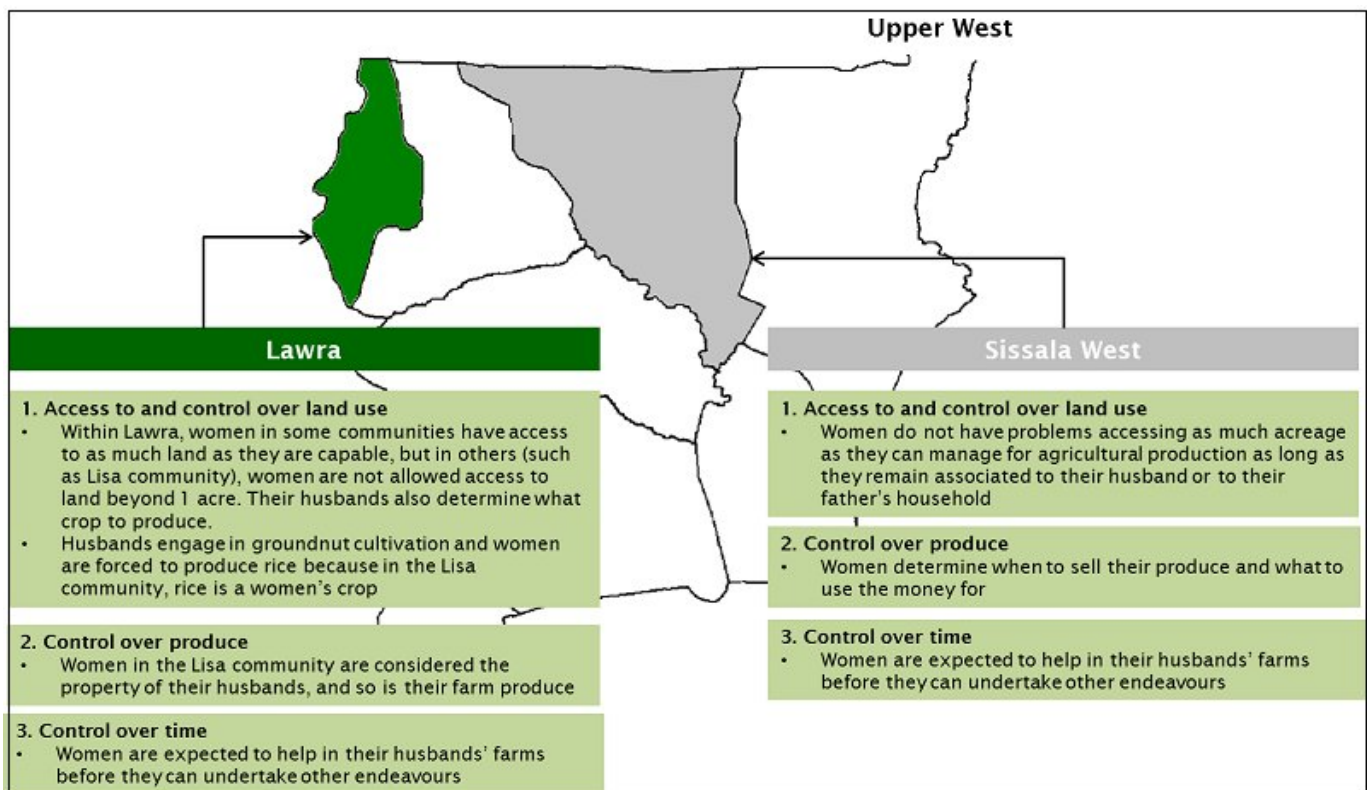 Upper West
Lawra
1. Access to and control over land use
• Within Lawra, women in some communities have access
to as much land as they are capable, but in others (such
as Lisa community), women are not allowed access to
land beyond 1 acre. Their husbands also determine what
crop to produce.
• Husbands engage in groundnut cultivation and women
are forced to produce rice because in the Lisa
community, rice is a women's crop
2. Control over produce
• Women in the Lisa community are considered the
property of their husbands, and so is their farm produce
3. Control over time
• Women are expected to help in their husbands' farms
before they can undertake other endeavours
Sissala West
1. Access to and control over land use
• Women do not have problems accessing as much acreage
as they can manage for agricultural production as long as
they remain associated to their husband or to their
father's household
2. Control over produce
• Women determine when to sell their produce and what to
use the money for
3. Control over time
• Women are expected to help in their husbands' farms
before they can undertake other endeavours